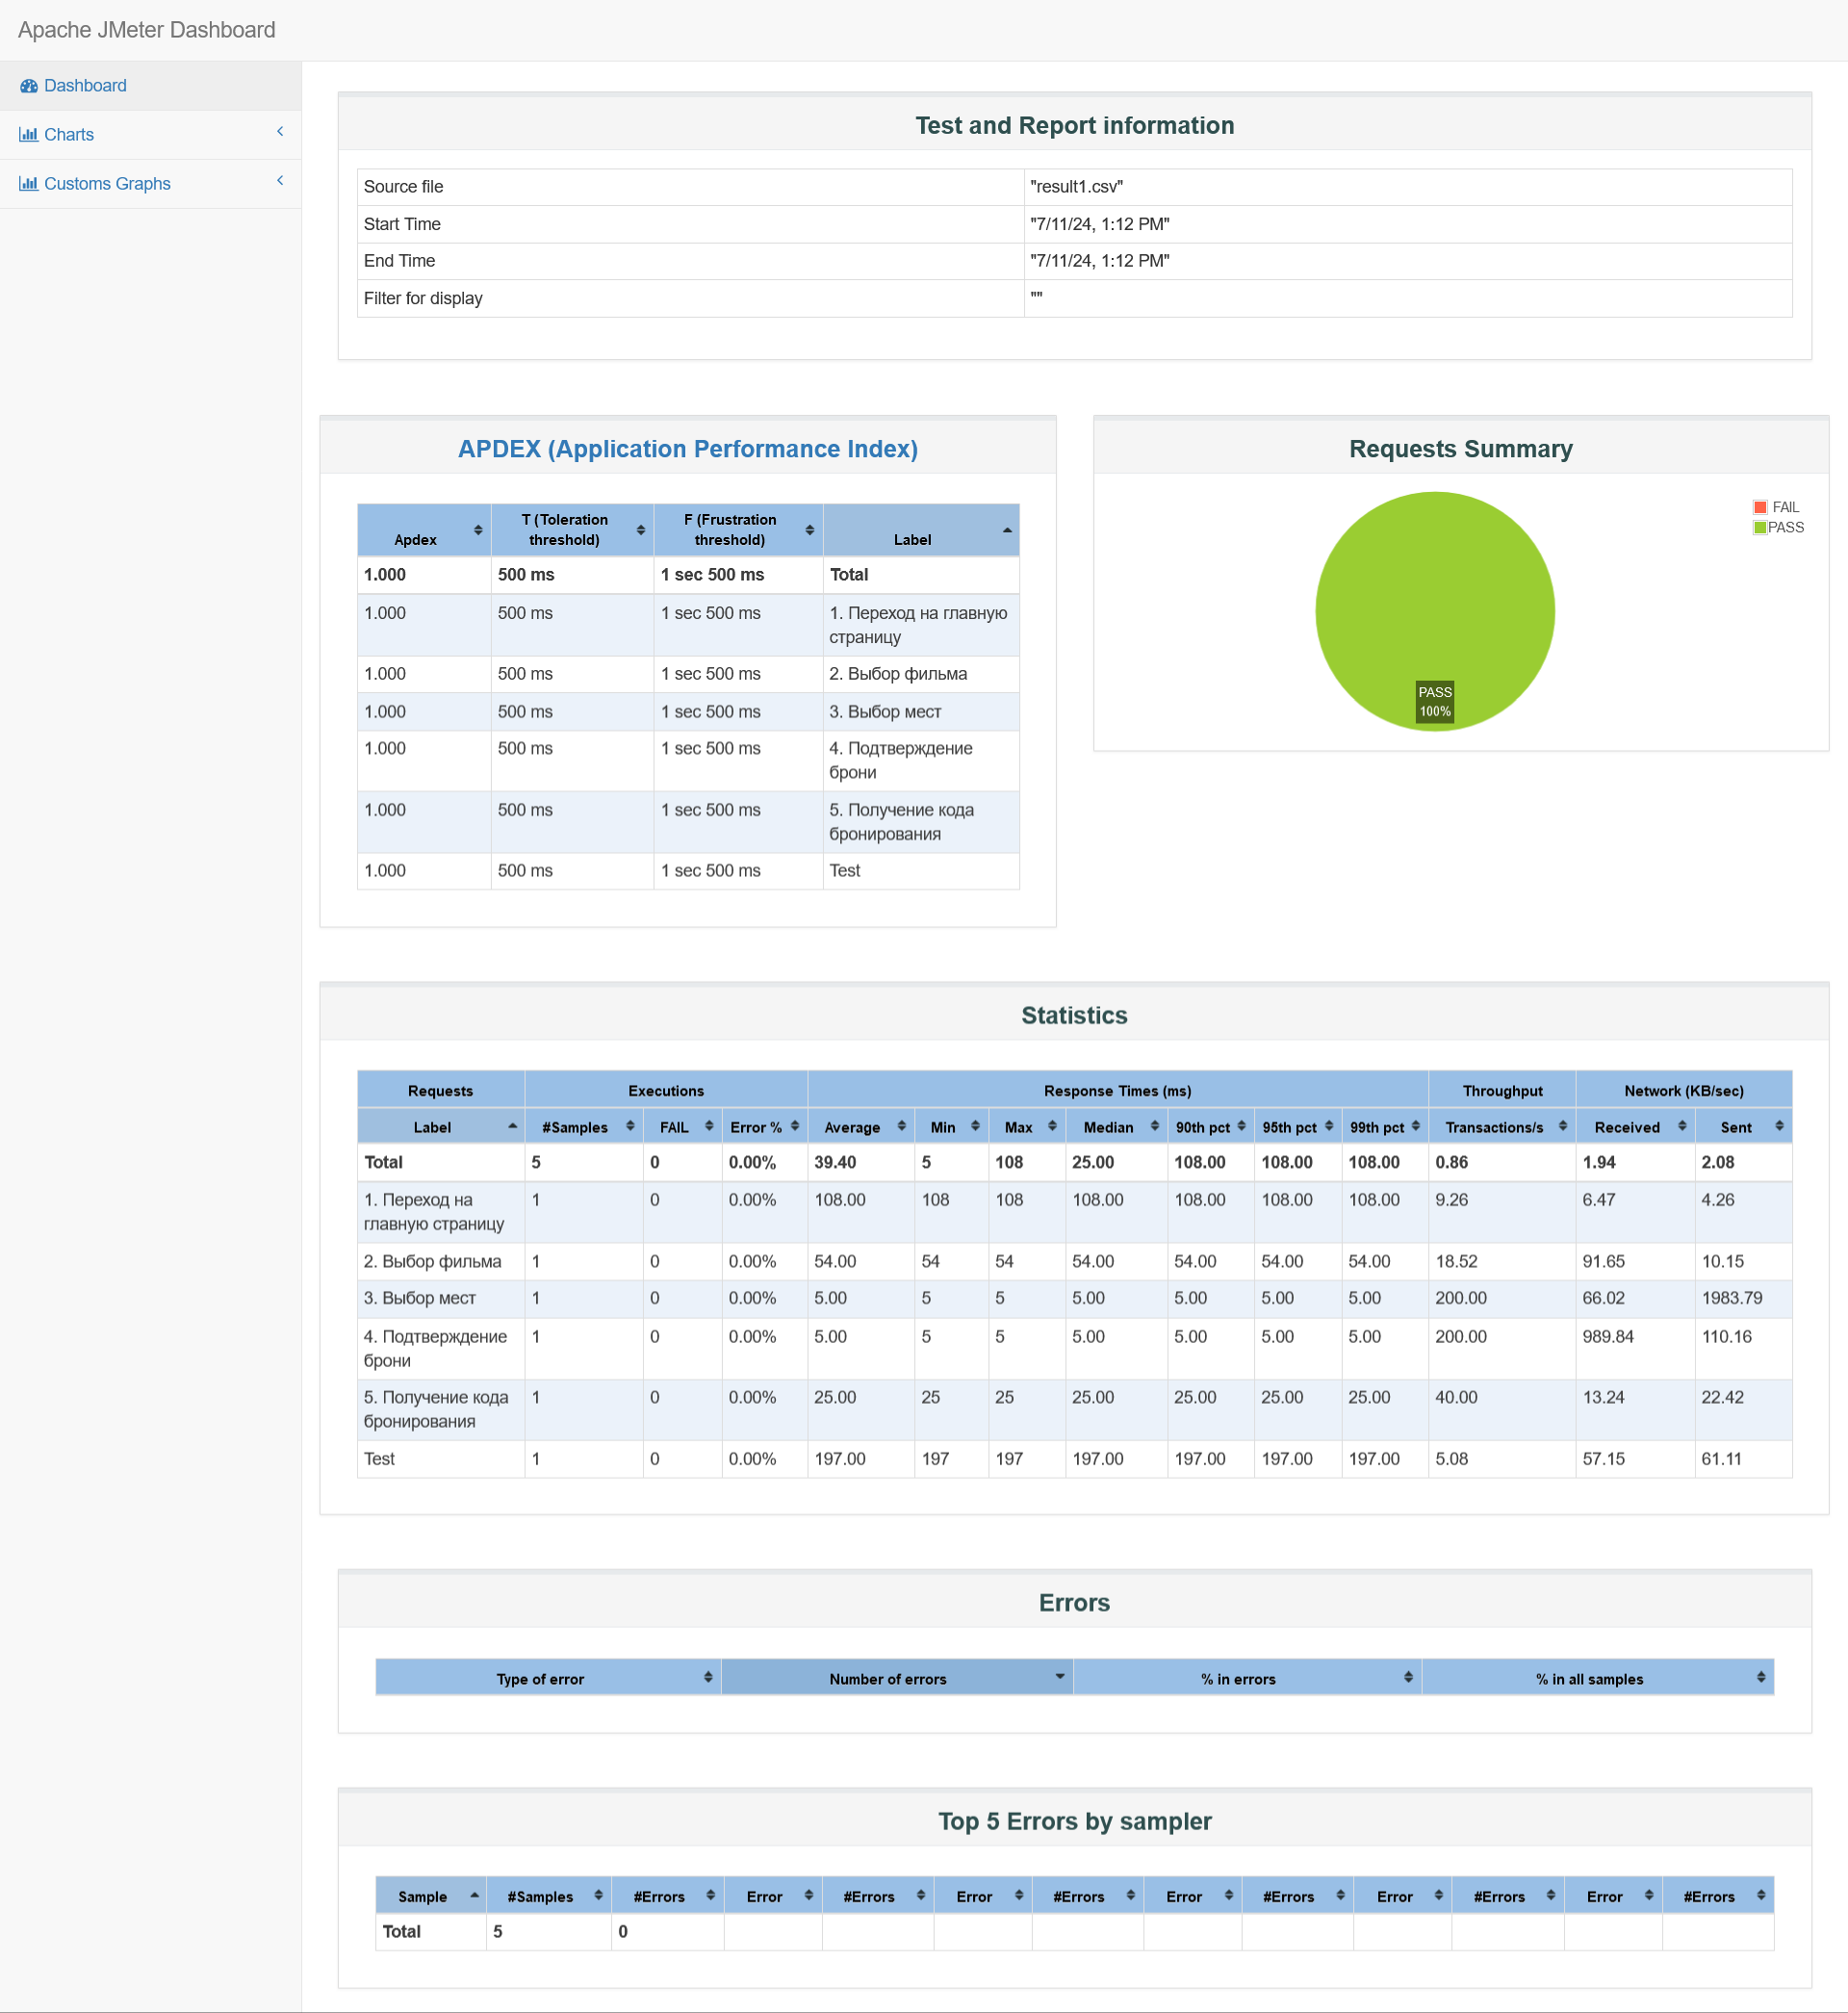 Apache JMeter Dashboard
Dashboard
Charts
Customs Graphs
Test and Report information
Source file "result1.csv"
Start Time "7/11/24, 1:12 PM"
End Time "7/11/24, 1:12 PM"
Filter for display ""
APDEX (Application Performance Index)
Apdex T (Toleration threshold) F (Frustration threshold) Label
1.000 500 ms 1 sec 500 ms Total
1.000 500 ms 1 sec 500 ms 1. Переход на главную страницу
1.000 500 ms 1 sec 500 ms 2. Выбор фильма
1.000 500 ms 1 sec 500 ms 3. Выбор мест
1.000 500 ms 1 sec 500 ms 4. Подтверждение брони
1.000 500 ms 1 sec 500 ms 5. Получение кода бронирования
1.000 500 ms 1 sec 500 ms Test
Requests Summary
FAIL
PASS
PASS
100%
Statistics
Requests Executions Response Times (ms) Throughput Network (KB/sec)
Label #Samples FAIL Error % Average Min Max Median 90th pct 95th pct 99th pct Transactions/s Received Sent
Total 5 0 0.00% 39.40 5 108 25.00 108.00 108.00 108.00 0.86 1.94 2.08
1. Переход на главную страницу 1 0 0.00% 108.00 108 108 108.00 108.00 108.00 108.00 9.26 6.47 4.26
2. Выбор фильма 1 0 0.00% 54.00 54 54 54.00 54.00 54.00 54.00 18.52 91.65 10.15
3. Выбор мест 1 0 0.00% 5.00 5 5 5.00 5.00 5.00 5.00 200.00 66.02 1983.79
4. Подтверждение брони 1 0 0.00% 5.00 5 5 5.00 5.00 5.00 5.00 200.00 989.84 110.16
5. Получение кода бронирования 1 0 0.00% 25.00 25 25 25.00 25.00 25.00 25.00 40.00 13.24 22.42
Test 1 0 0.00% 197.00 197 197 197.00 197.00 197.00 197.00 5.08 57.15 61.11
Errors
Type of error Number of errors % in errors % in all samples
Top 5 Errors by sampler
Sample #Samples #Errors Error #Errors Error #Errors Error #Errors Error #Errors Error #Errors
Total 5 0